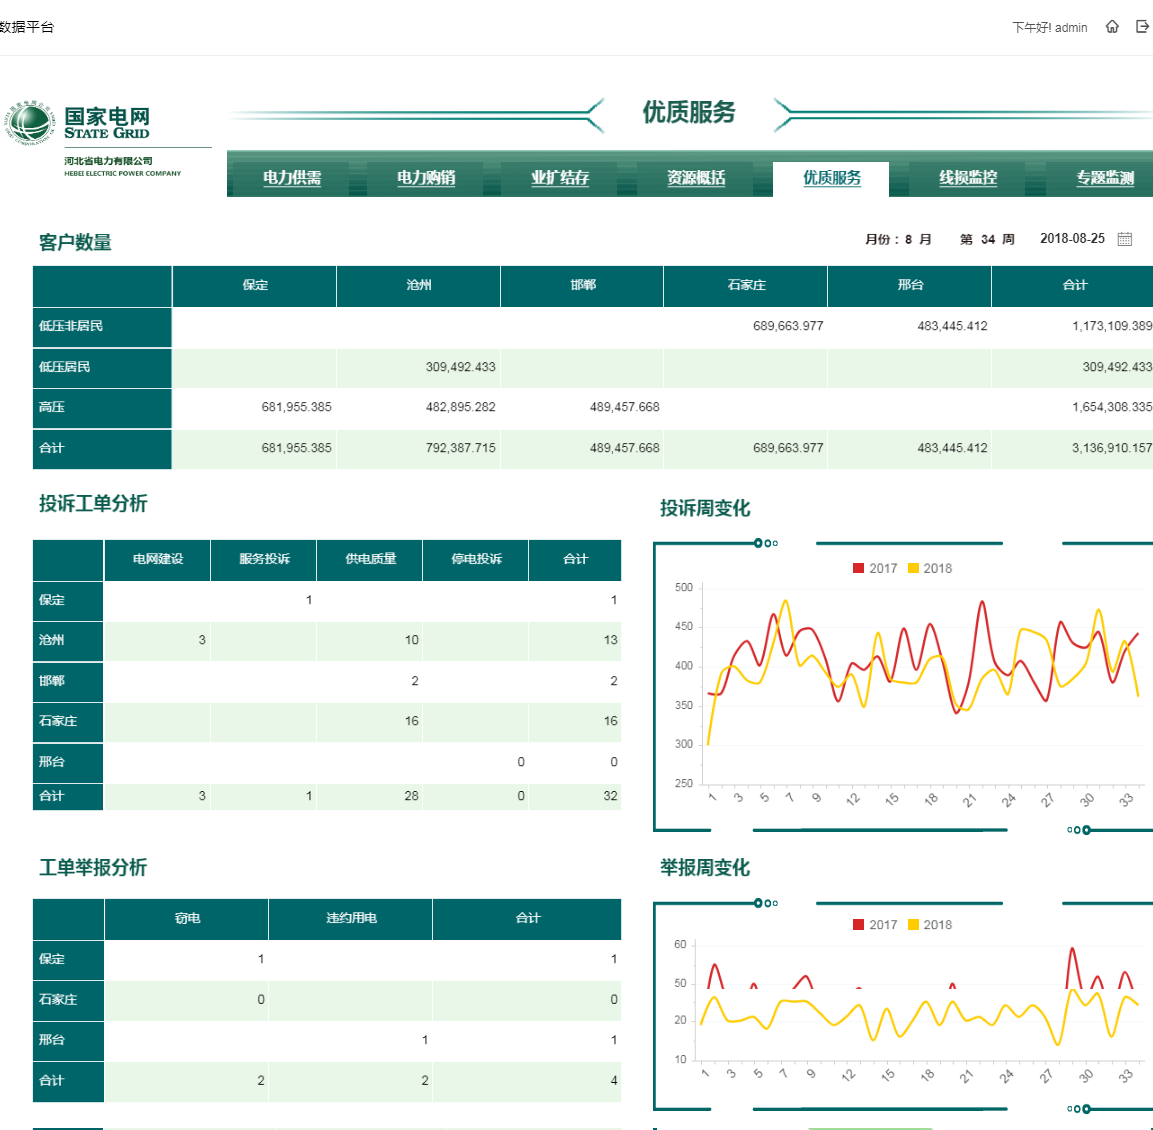 数据平台
下午好! admin
国家电网
STATE GRID
河北省电力有限公司
HEBEI ELECTRIC POWER COMPANY
优质服务
电力供需 电力购销 业扩结存 资源概括 优质服务 线损监控 专题监测
客户数量
月份： 8 月 第 34 周 2018-08-25
保定 沧州 邯郸 石家庄 邢台 合计
低压非居民 689,663.977 483,445.412 1,173,109.389
低压居民 309,492.433 309,492.433
高压 681,955.385 482,895.282 489,457.668 1,654,308.335
合计 681,955.385 792,387.715 489,457.668 689,663.977 483,445.412 3,136,910.157
投诉工单分析
电网建设 服务投诉 供电质量 停电投诉 合计
保定 1 1
沧州 3 10 13
邯郸 2 2
石家庄 16 16
邢台 0 0
合计 3 1 28 0 32
投诉周变化
2017 2018
500
450
400
350
300
250
1 3 5 7 9 12 15 18 21 24 27 30 33
工单举报分析
窃电 违约用电 合计
保定 1 1
石家庄 0 0
邢台 1 1
合计 2 2 4
举报周变化
2017 2018
60
50
20
10
1 3 5 7 9 12 15 18 21 24 27 30 33